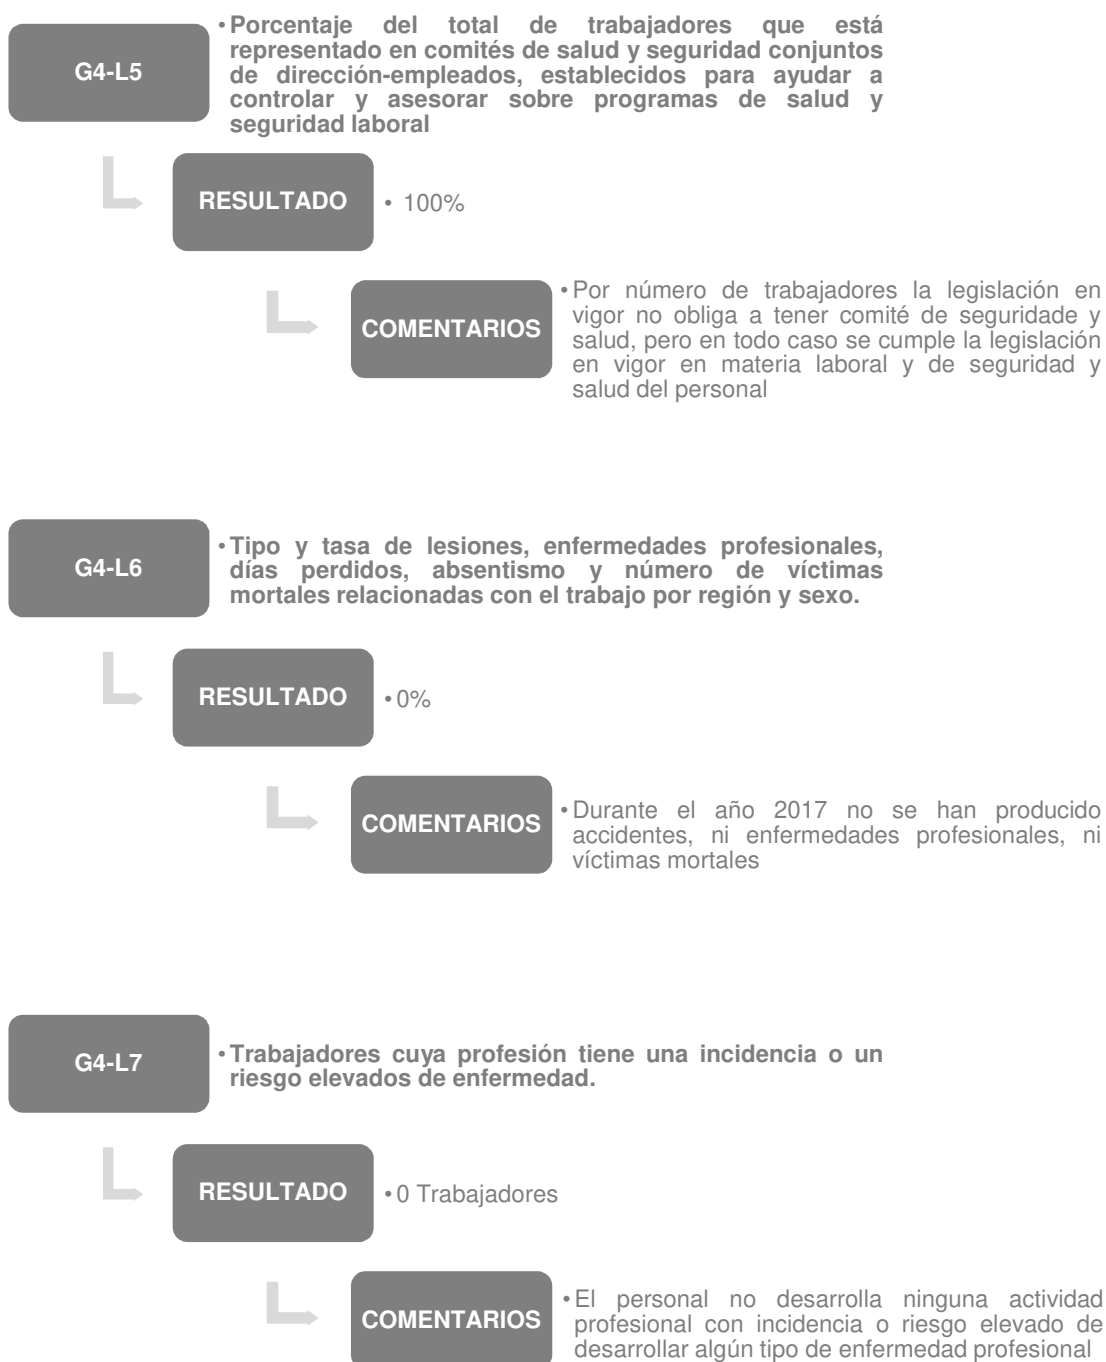 G4-L5
•Porcentaje del total de trabajadores que está
representado en comités de salud y seguridad conjuntos
de dirección-empleados, establecidos para ayudar a
controlar y asesorar sobre programas de salud y
seguridad laboral
RESULTADO
• 100%
COMENTARIOS
•Por número de trabajadores la legislación en
vigor no obliga a tener comité de seguridade y
salud, pero en todo caso se cumple la legislación
en vigor en materia laboral y de seguridad y
salud del personal
G4-L6
•Tipo y tasa de lesiones, enfermedades profesionales,
días perdidos, absentismo y número de víctimas
mortales relacionadas con el trabajo por región y sexo.
RESULTADO
•0%
COMENTARIOS
•Durante el año 2017 no se han producido
accidentes, ni enfermedades profesionales, ni
víctimas mortales
G4-L7
•Trabajadores cuya profesión tiene una incidencia o un
riesgo elevados de enfermedad.
RESULTADO
•0 Trabajadores
COMENTARIOS
•El personal no desarrolla ninguna actividad
profesional con incidencia o riesgo elevado de
desarrollar algún tipo de enfermedad profesional